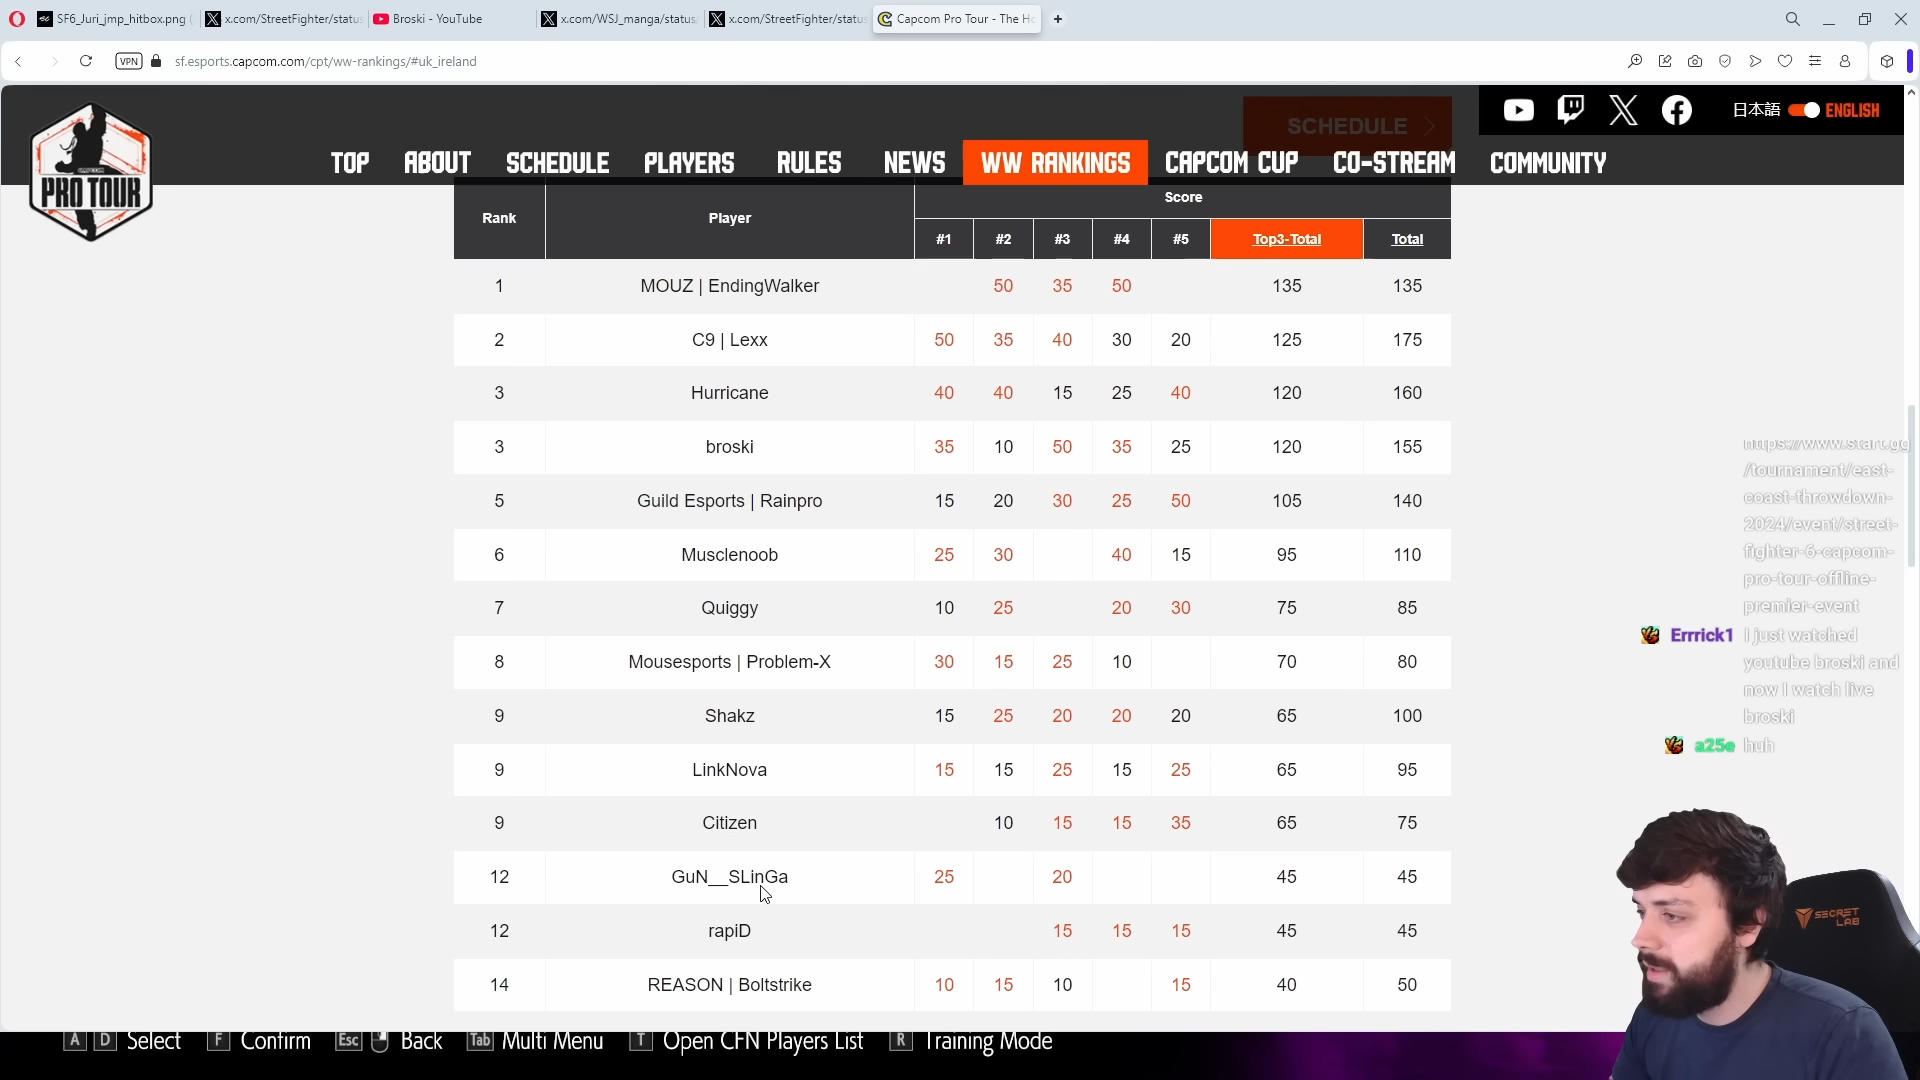 SF6_Juri_jmp_hitbox.png (
x.com/StreetFighter/status
Broski - YouTube
x.com/WSJ_manga/status
x.com/StreetFighter/status
Capcom Pro Tour - The Ho
VPN
sf.esports.capcom.com/cpt/ww-rankings/#uk_ireland
CAPCOM
PRO TOUR
SCHEDULE
日本語 ENGLISH
TOP ABOUT SCHEDULE PLAYERS RULES NEWS WW RANKINGS CAPCOM CUP CO-STREAM COMMUNITY
Rank Player Score
#1 #2 #3 #4 #5 Top3-Total Total
1 MOUZ | EndingWalker 50 35 50 135 135
2 C9 | Lexx 50 35 40 30 20 125 175
3 Hurricane 40 40 15 25 40 120 160
3 broski 35 10 50 35 25 120 155
5 Guild Esports | Rainpro 15 20 30 25 50 105 140
6 Musclenoob 25 30 40 15 95 110
7 Quiggy 10 25 20 30 75 85
8 Mousesports | Problem-X 30 15 25 10 70 80
9 Shakz 15 25 20 20 20 65 100
9 LinkNova 15 15 25 15 25 65 95
9 Citizen 10 15 15 35 65 75
12 GuN__SLinGa 25 20 45 45
12 rapiD 15 15 15 45 45
14 REASON | Boltstrike 10 15 10 15 40 50
https://www.start.gg
/tournament/east-
coast-throwdown-
2024/event/street-
fighter-6-capcom-
pro-tour-offline-
premier-event
Errrick1 I just watched
youtube broski and
now I watch live
broski
a25e huh
SECRET
LAB
A D Select F Confirm Esc Back Tab Multi Menu T Open CFN Players List R Training Mode